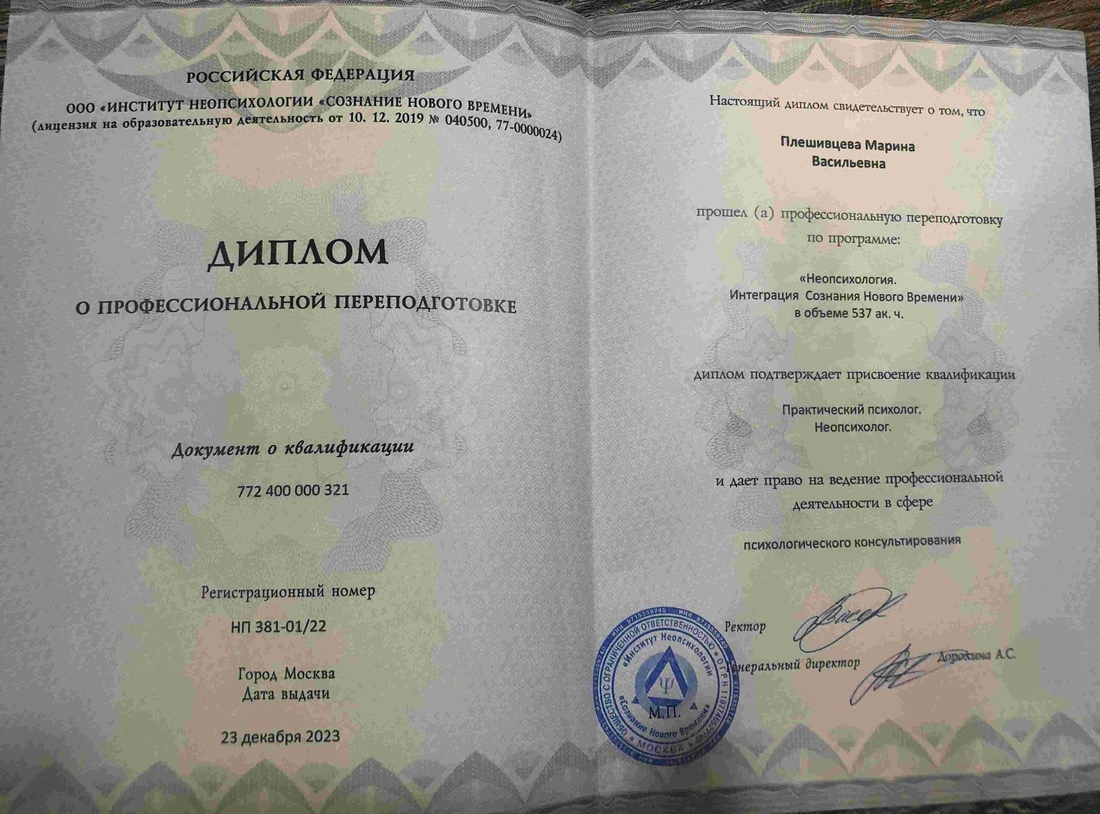 РОССИЙСКАЯ ФЕДЕРАЦИЯ
ООО «ИНСТИТУТ НЕОПСИХОЛОГИИ «СОЗНАНИЕ НОВОГО ВРЕМЕНИ»
(лицензия на образовательную деятельность от 10. 12. 2019 № 040500, 77-0000024)
ДИПЛОМ
О ПРОФЕССИОНАЛЬНОЙ ПЕРЕПОДГОТОВКЕ
Документ о квалификации
772 400 000 321
Регистрационный номер
НП 381-01/22
Город Москва
Дата выдачи
23 декабря 2023
Настоящий диплом свидетельствует о том, что
Плешивцева Марина
Васильевна
прошел (а) профессиональную переподготовку
по программе:
«Неопсихология.
Интеграция Сознания Нового Времени»
в объеме 537 ак. ч.
диплом подтверждает присвоение квалификации
Практический психолог.
Неопсихолог.
и дает право на ведение профессиональной
деятельности в сфере
психологического консультирования
Ректор
Генеральный директор
Дорохина А.С.
М.П.
ОБЩЕСТВО С ОГРАНИЧЕННОЙ ОТВЕТСТВЕННОСТЬЮ
«Институт Неопсихологии
«Сознание Нового Времени»
МОСКВА
Ψ